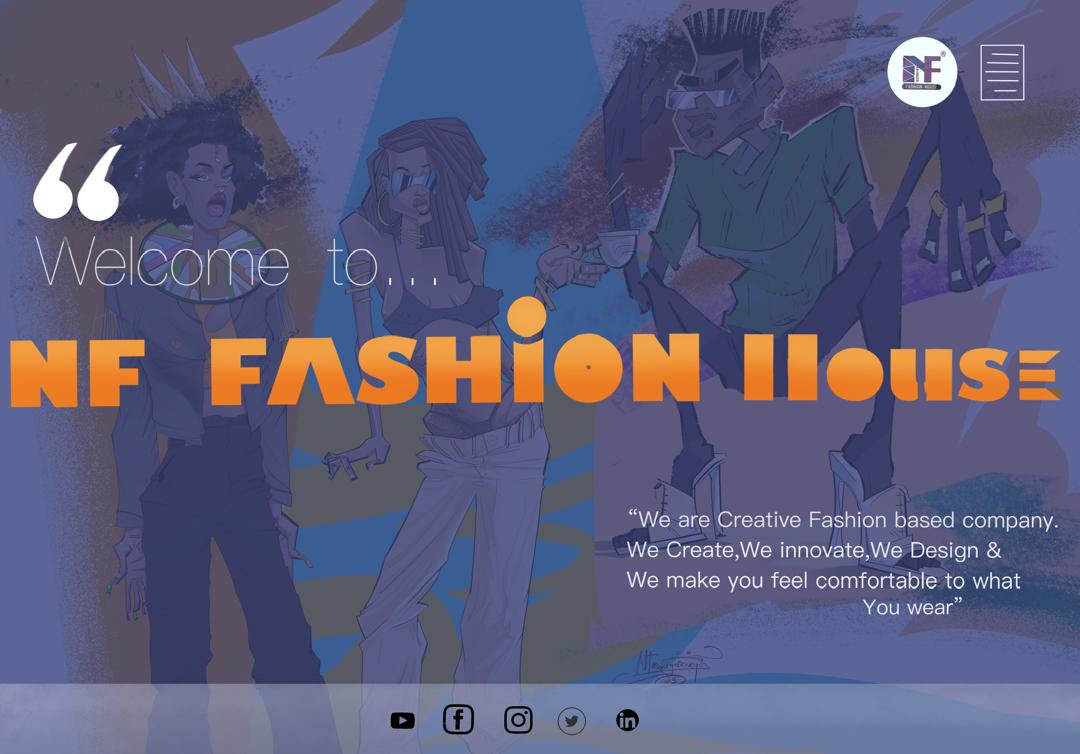 NF®
FASHION HOUSE
“
Welcome to...
NF FASHiON House
“We are Creative Fashion based company.
We Create,We innovate,We Design &
We make you feel comfortable to what
You wear”